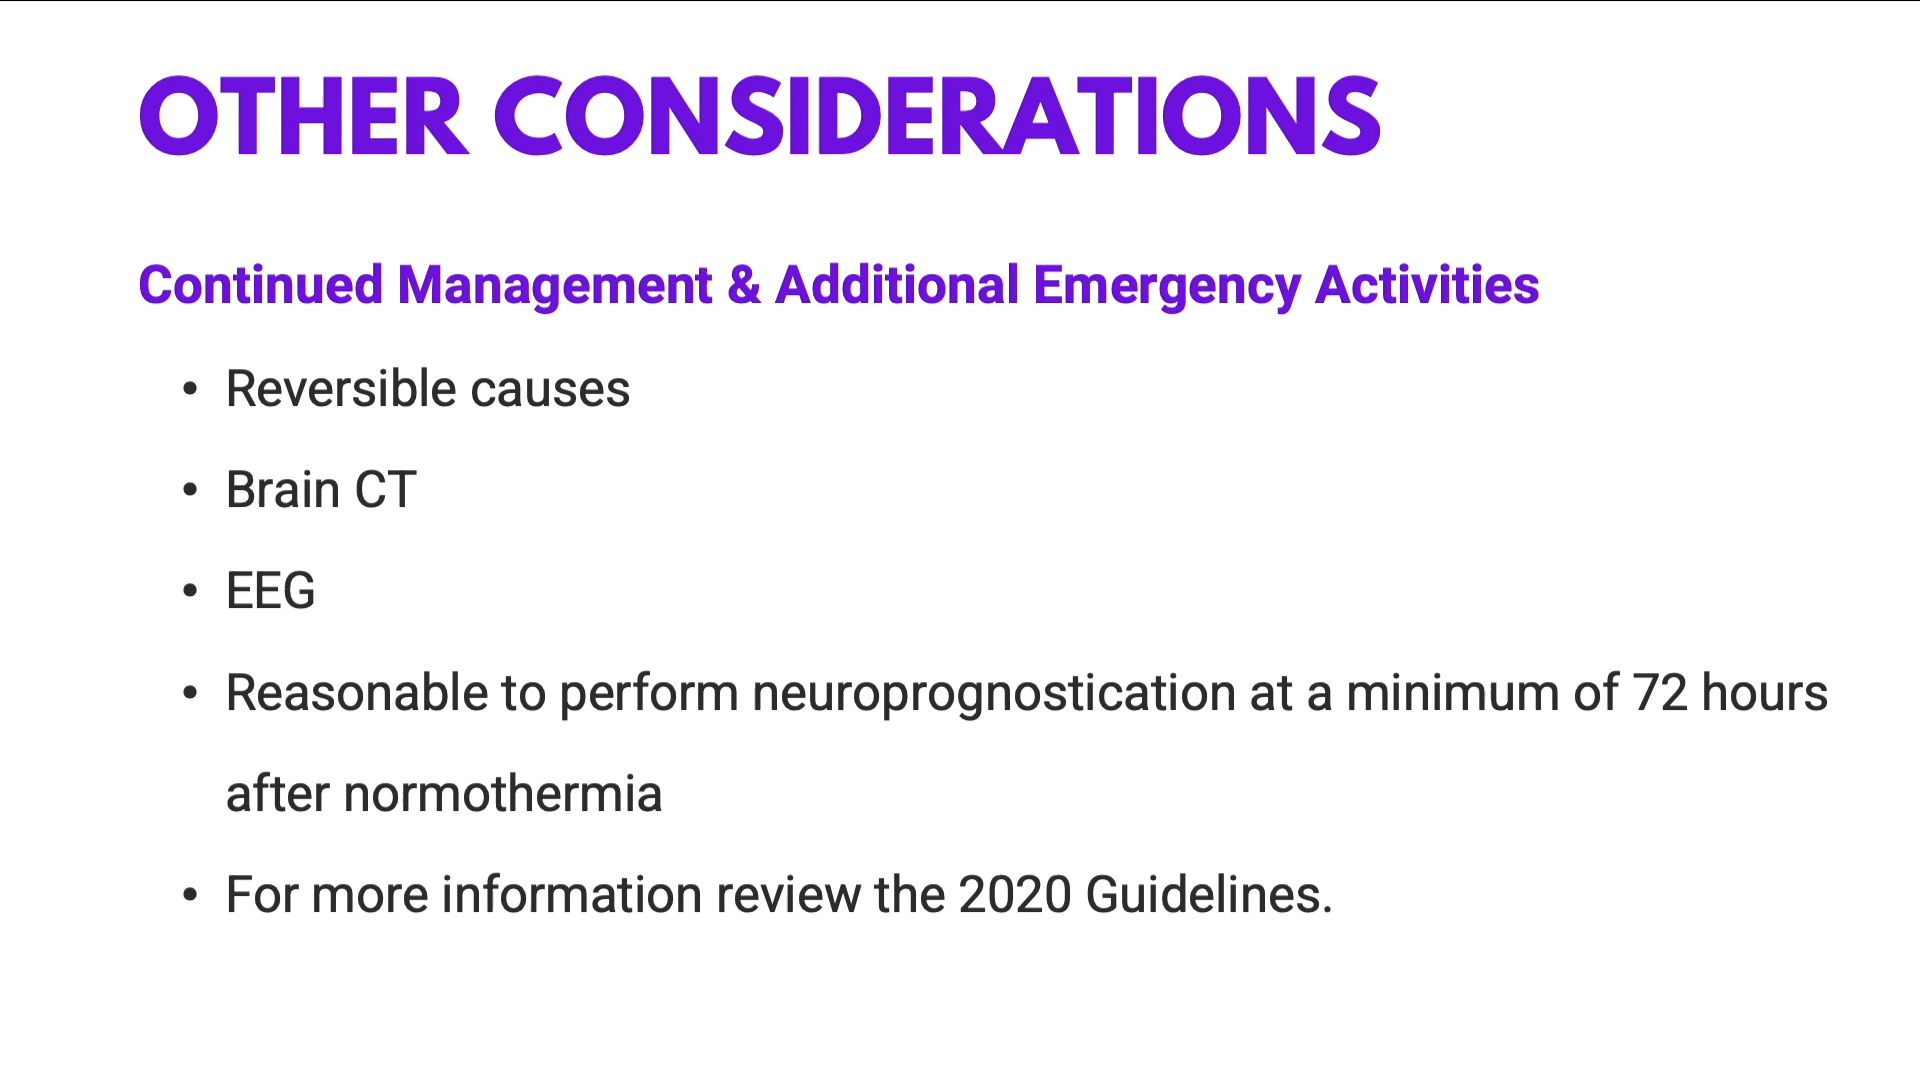 OTHER CONSIDERATIONS
Continued Management & Additional Emergency Activities
• Reversible causes
• Brain CT
• EEG
• Reasonable to perform neuroprognostication at a minimum of 72 hours
after normothermia
• For more information review the 2020 Guidelines.